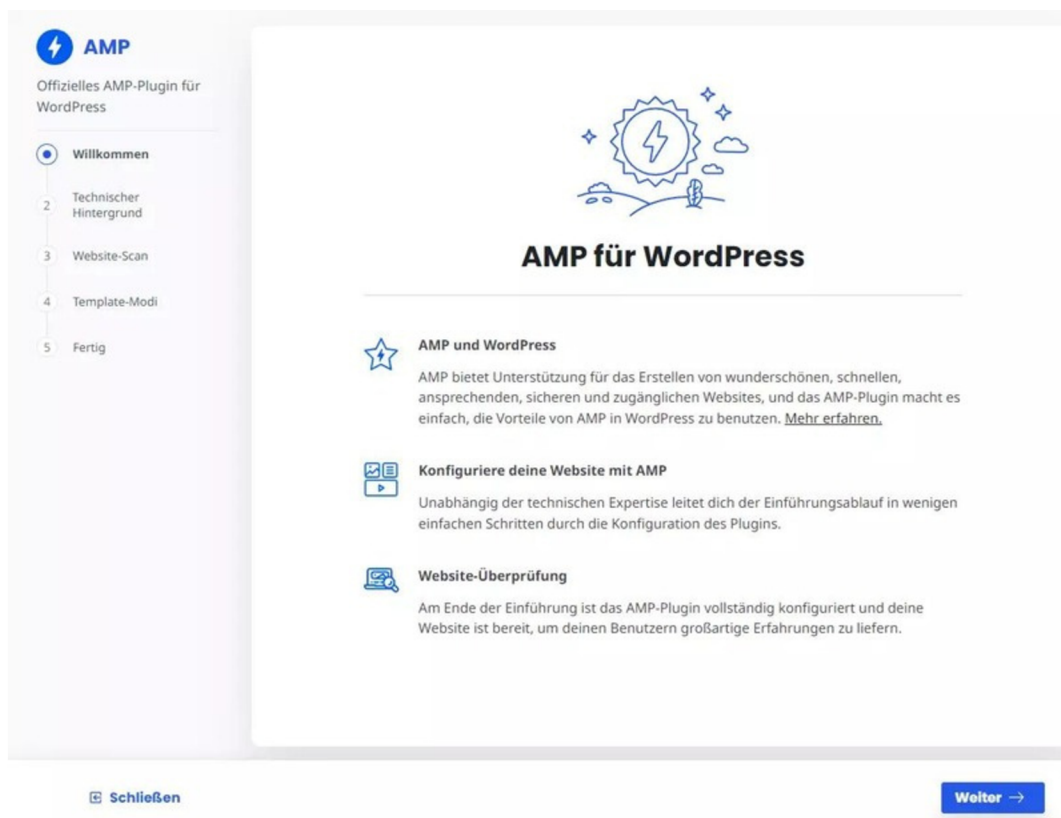 AMP
Offizielles AMP-Plugin für
WordPress
Willkommen
2 Technischer
Hintergrund
3 Website-Scan
4 Template-Modi
5 Fertig
AMP für WordPress
AMP und WordPress
AMP bietet Unterstützung für das Erstellen von wunderschönen, schnellen,
ansprechenden, sicheren und zugänglichen Websites, und das AMP-Plugin macht es
einfach, die Vorteile von AMP in WordPress zu benutzen. Mehr erfahren.
Konfiguriere deine Website mit AMP
Unabhängig der technischen Expertise leitet dich der Einführungsablauf in wenigen
einfachen Schritten durch die Konfiguration des Plugins.
Website-Überprüfung
Am Ende der Einführung ist das AMP-Plugin vollständig konfiguriert und deine
Website ist bereit, um deinen Benutzern großartige Erfahrungen zu liefern.
Schließen
Weiter →